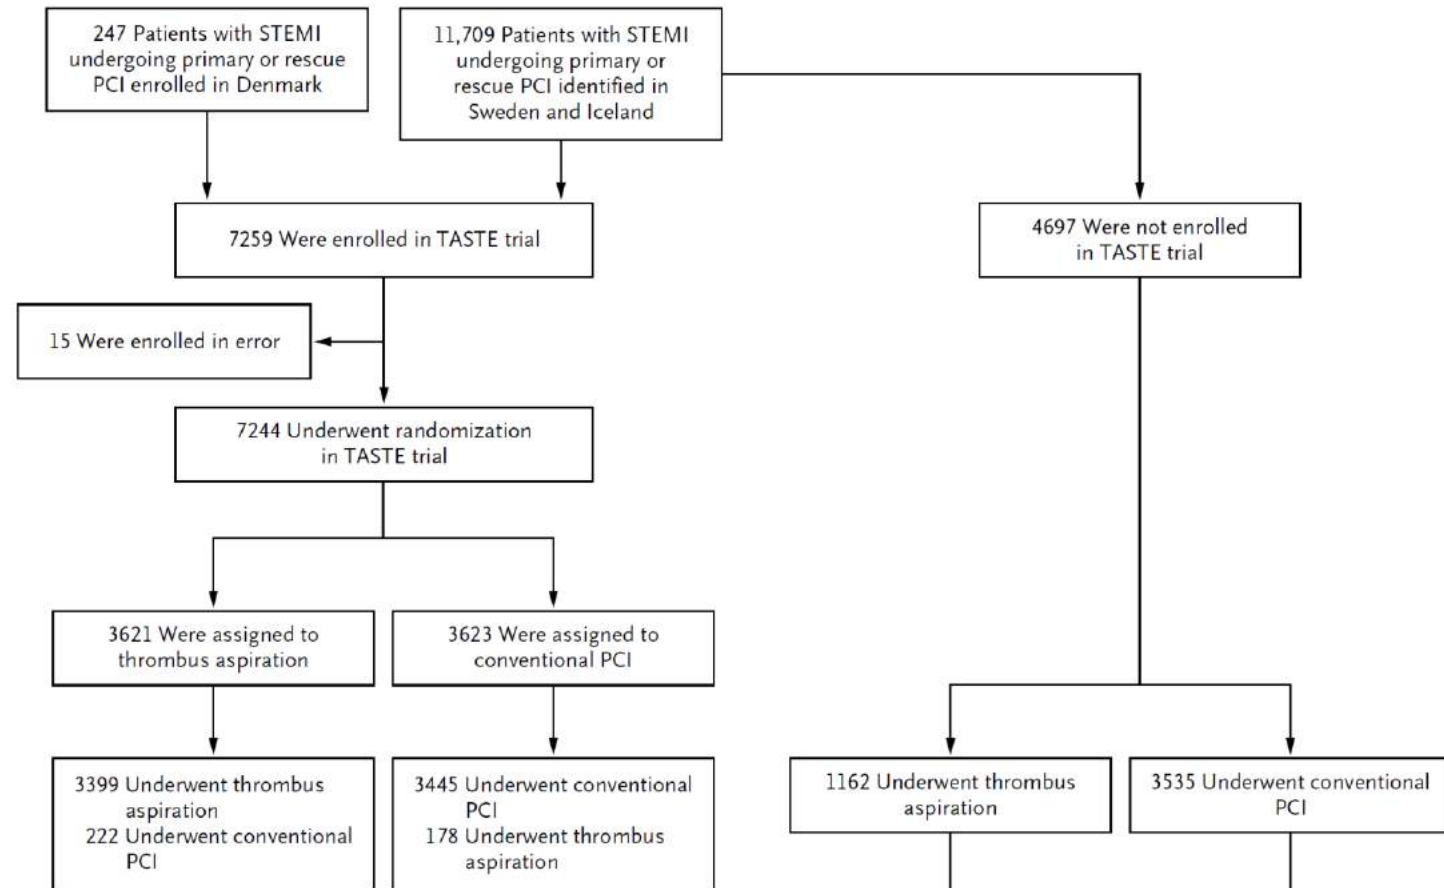 247 Patients with STEMI
undergoing primary or rescue
PCI enrolled in Denmark
11,709 Patients with STEMI
undergoing primary or
rescue PCI identified in
Sweden and Iceland
7259 Were enrolled in TASTE trial
4697 Were not enrolled
in TASTE trial
15 Were enrolled in error
7244 Underwent randomization
in TASTE trial
3621 Were assigned to
thrombus aspiration
3623 Were assigned to
conventional PCI
3399 Underwent thrombus
aspiration
222 Underwent conventional
PCI
3445 Underwent conventional
PCI
178 Underwent thrombus
aspiration
1162 Underwent thrombus
aspiration
3535 Underwent conventional
PCI